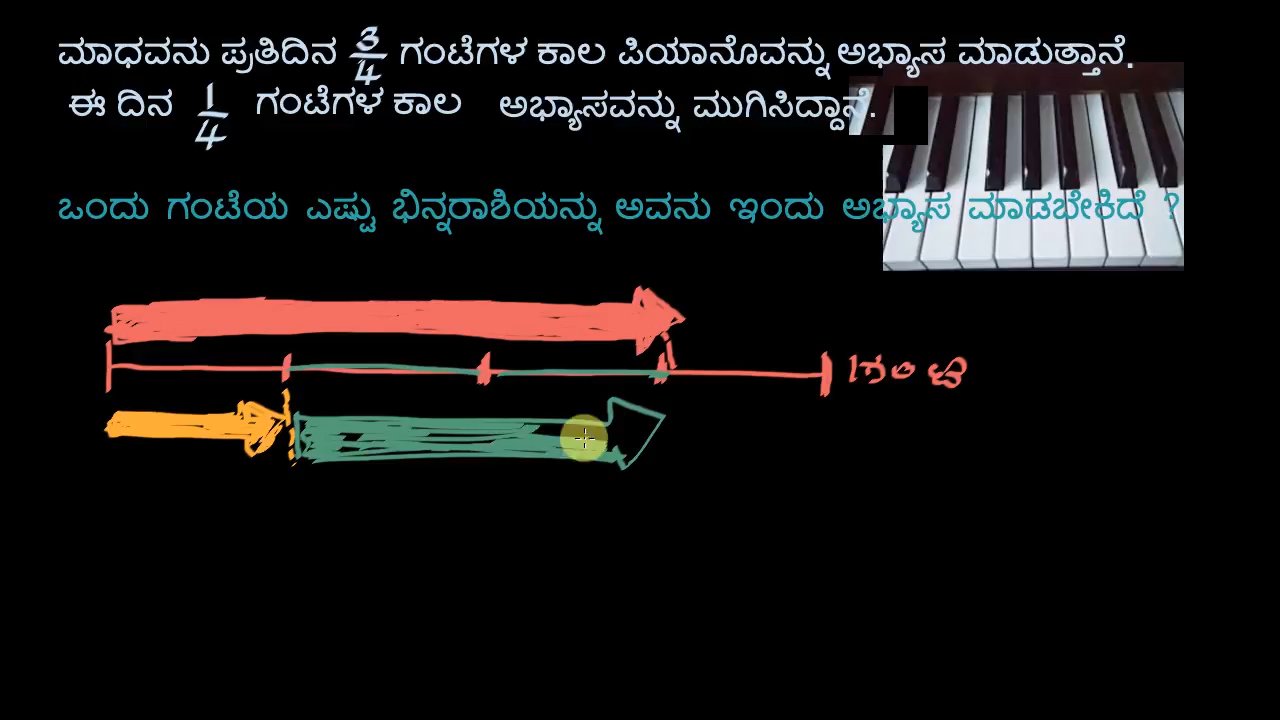 ಮಾಧವನು ಪ್ರತಿದಿನ 3/4 ಗಂಟೆಗಳ ಕಾಲ ಪಿಯಾನೊವನ್ನು ಅಭ್ಯಾಸ ಮಾಡುತ್ತಾನೆ.
ಈ ದಿನ 1/4 ಗಂಟೆಗಳ ಕಾಲ ಅಭ್ಯಾಸವನ್ನು ಮುಗಿಸಿದ್ದಾನೆ.
ಒಂದು ಗಂಟೆಯ ಎಷ್ಟು ಭಿನ್ನರಾಶಿಯನ್ನು ಅವನು ಇಂದು ಅಭ್ಯಾಸ ಮಾಡಬೇಕಿದೆ ?
1ಗಂಟೆ